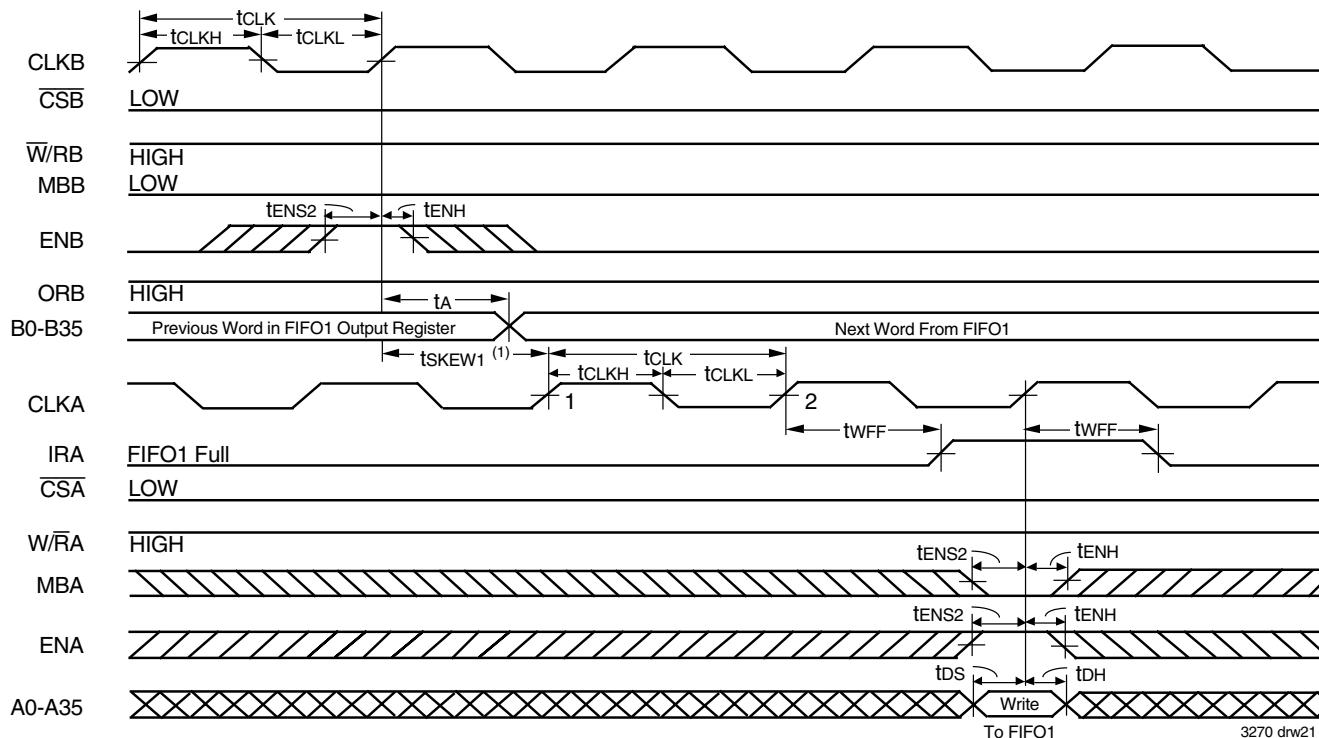 tCLK
tCLKH tCLKL
CLKB
CSB LOW
W/RB HIGH
MBB LOW
tENS2 tENH
ENB
ORB HIGH
tA
B0-B35 Previous Word in FIFO1 Output Register Next Word From FIFO1
tSKEW1 (1) tCLK
tCLKH tCLKL
CLKA 1 2
tWFF tWFF
IRA FIFO1 Full
CSA LOW
W/RA HIGH
tENS2 tENH
MBA
tENS2 tENH
ENA
tDS tDH
A0-A35 Write
To FIFO1 3270 drw21